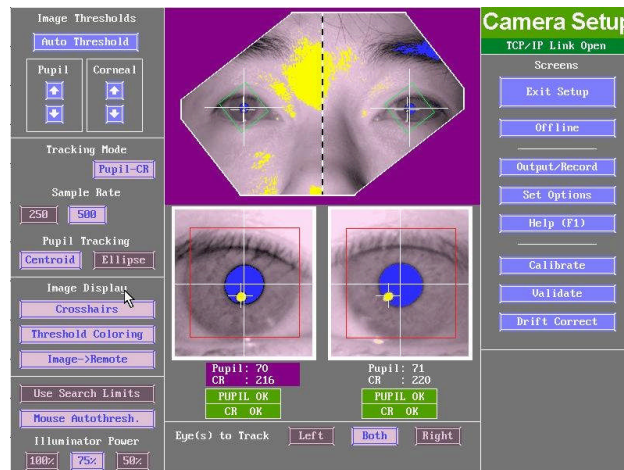 Image Thresholds
Auto Threshold
Pupil
Corneal
Tracking Mode
Pupil-CR
Sample Rate
250
500
Pupil Tracking
Centroid
Ellipse
Image Display
Crosshairs
Threshold Coloring
Image->Remote
Use Search Limits
Mouse Autothresh.
Illuminator Power
100%
75%
50%
Pupil: 70
CR : 216
PUPIL OK
CR OK
Pupil: 71
CR : 220
PUPIL OK
CR OK
Eye(s) to Track
Left
Both
Right
Camera Setup
TCP/IP Link Open
Screens
Exit Setup
Offline
Output/Record
Set Options
Help (F1)
Calibrate
Validate
Drift Correct